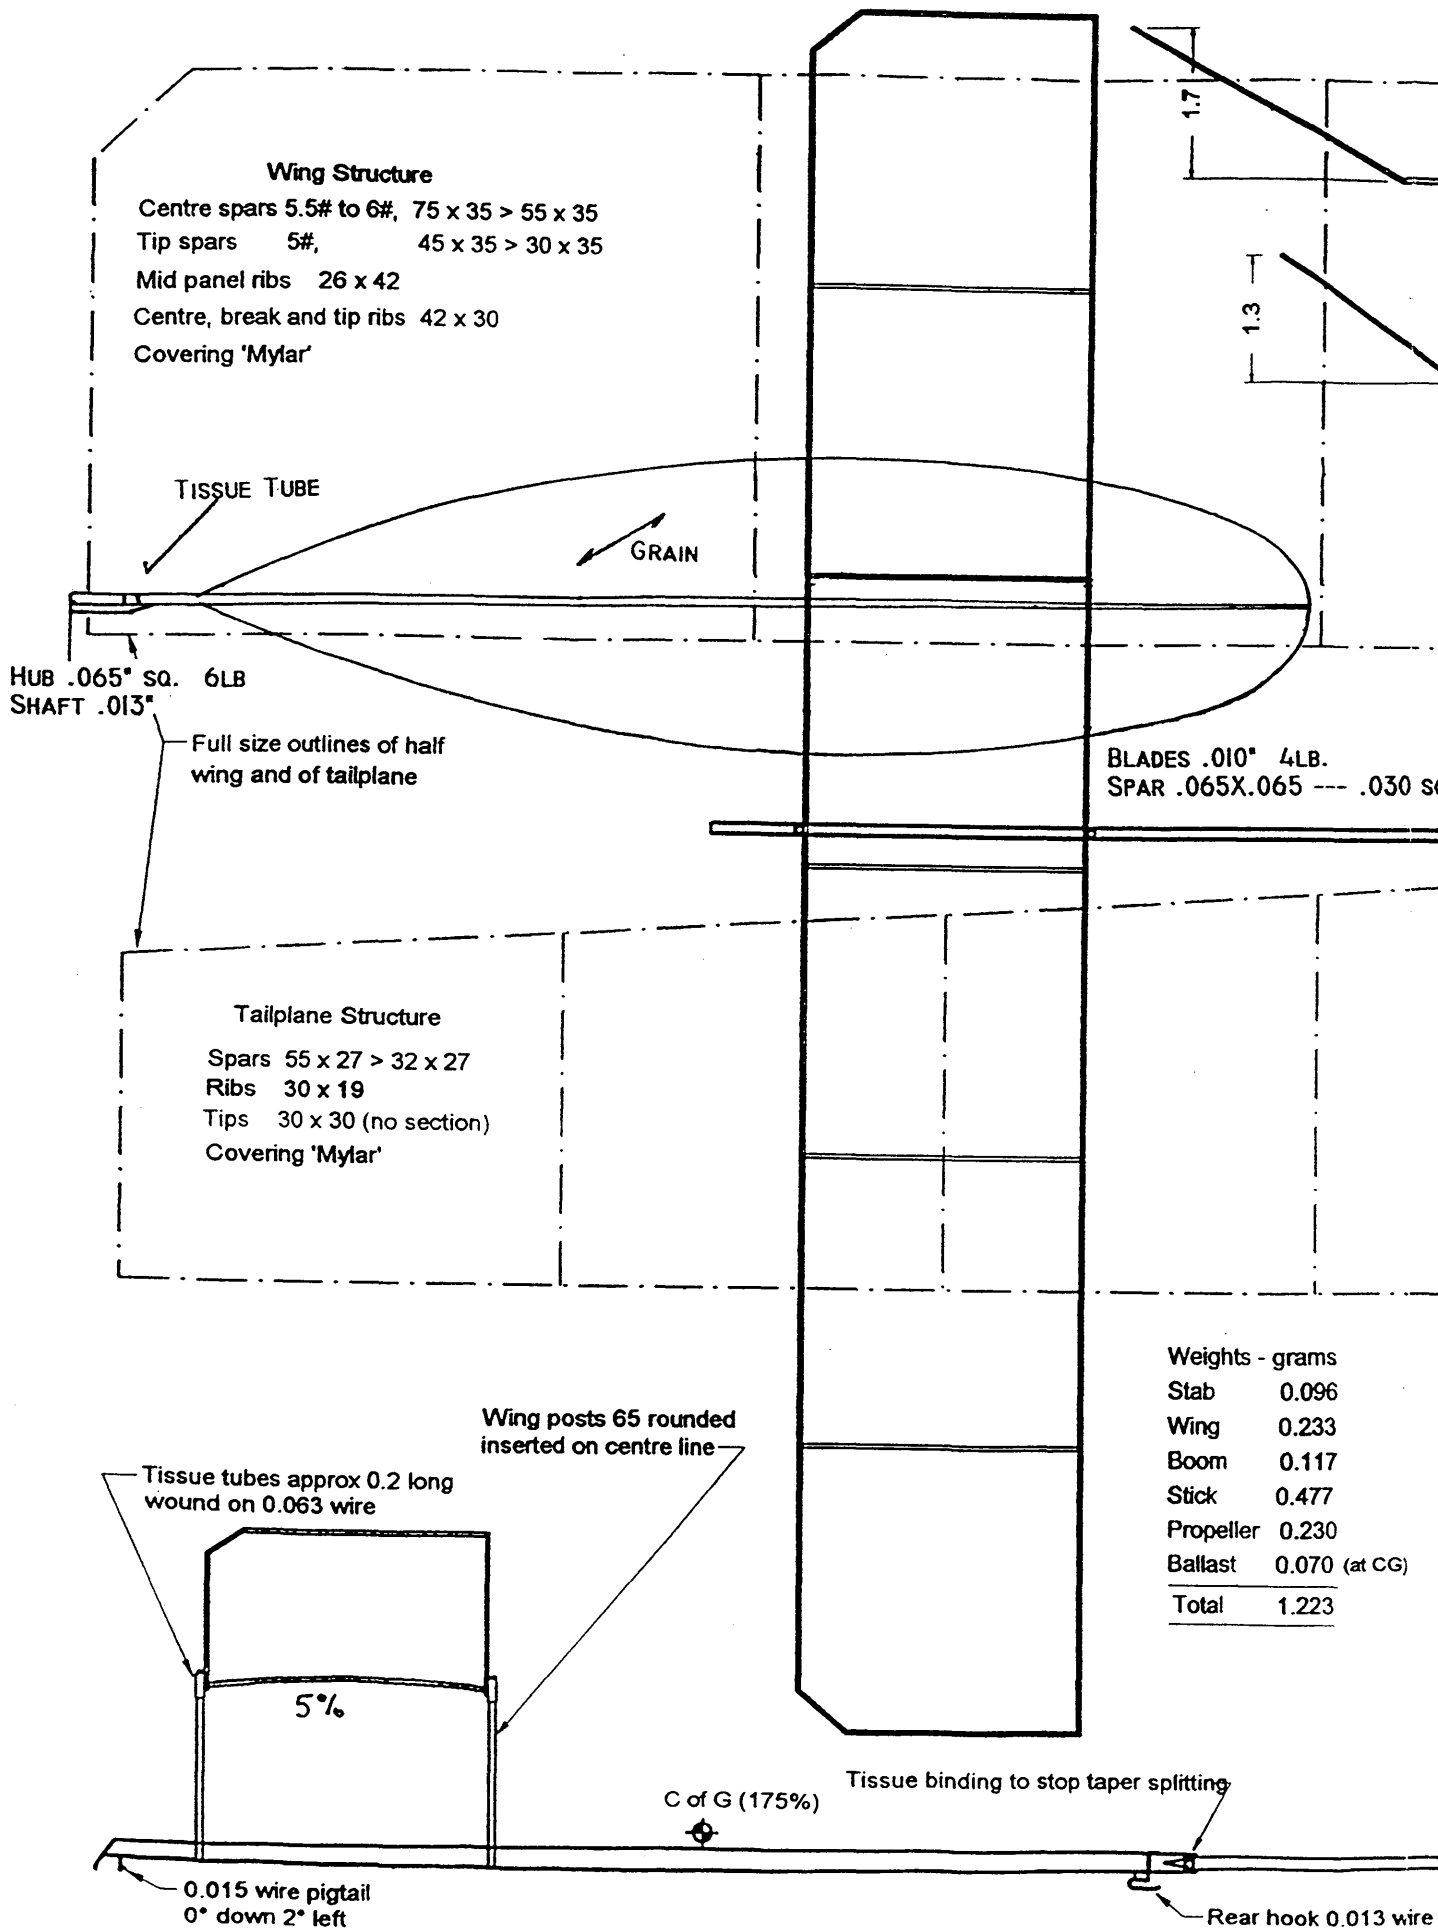 1.7
Wing Structure
Centre spars 5.5# to 6#, 75 x 35 > 55 x 35
Tip spars 5#, 45 x 35 > 30 x 35
Mid panel ribs 26 x 42
Centre, break and tip ribs 42 x 30
Covering 'Mylar'
1.3
TISSUE TUBE
GRAIN
HUB .065" SQ. 6LB
SHAFT .013"
Full size outlines of half
wing and of tailplane
BLADES .010" 4LB.
SPAR .065X.065 --- .030 SQ
Tailplane Structure
Spars 55 x 27 > 32 x 27
Ribs 30 x 19
Tips 30 x 30 (no section)
Covering 'Mylar'
Weights - grams
Stab 0.096
Wing 0.233
Boom 0.117
Stick 0.477
Propeller 0.230
Ballast 0.070 (at CG)
Total 1.223
Wing posts 65 rounded
inserted on centre line
Tissue tubes approx 0.2 long
wound on 0.063 wire
5%
C of G (175%)
Tissue binding to stop taper splitting
0.015 wire pigtail
0° down 2° left
Rear hook 0.013 wire